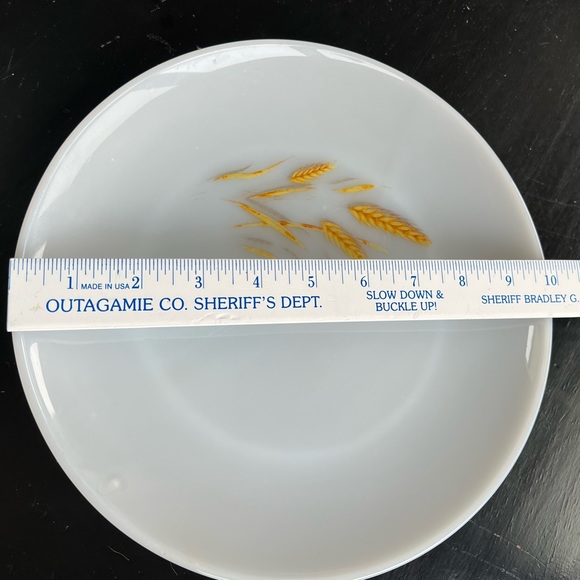 1 MADE IN USA 2 3 4 5 6 7 8 9 10
OUTAGAMIE CO. SHERIFF'S DEPT. SLOW DOWN & SHERIFF BRADLEY G.
BUCKLE UP!